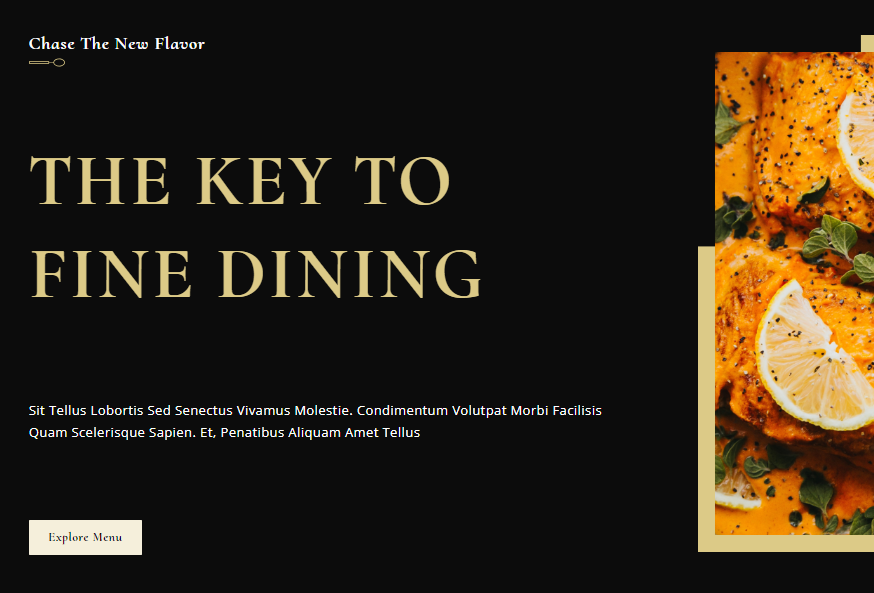 Chase The New Flavor
THE KEY TO
FINE DINING
Sit Tellus Lobortis Sed Senectus Vivamus Molestie. Condimentum Volutpat Morbi Facilisis
Quam Scelerisque Sapien. Et, Penatibus Aliquam Amet Tellus
Explore Menu